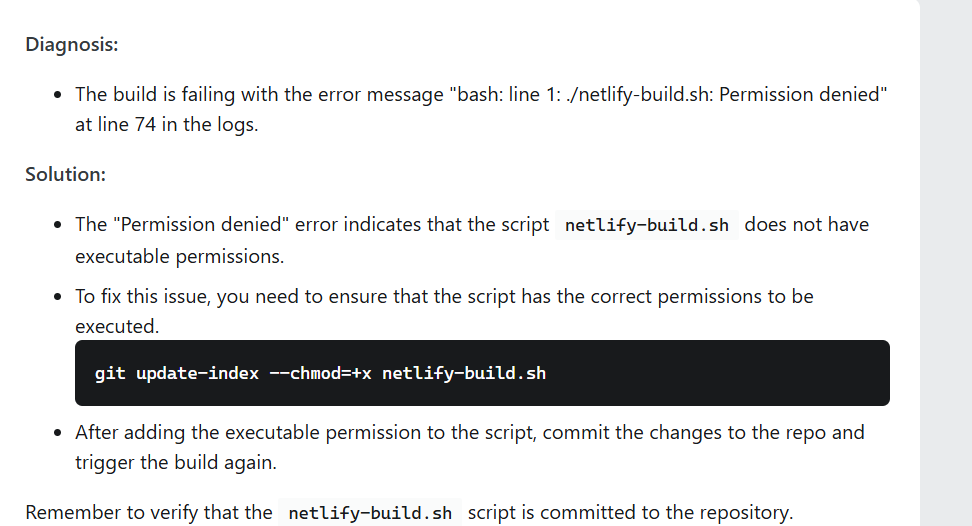 Diagnosis:
• The build is failing with the error message "bash: line 1: ./netlify-build.sh: Permission denied"
at line 74 in the logs.
Solution:
• The "Permission denied" error indicates that the script netlify-build.sh does not have
executable permissions.
• To fix this issue, you need to ensure that the script has the correct permissions to be
executed.
git update-index --chmod=+x netlify-build.sh
• After adding the executable permission to the script, commit the changes to the repo and
trigger the build again.
Remember to verify that the netlify-build.sh script is committed to the repository.